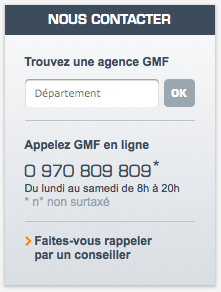 NOUS CONTACTER
Trouvez une agence GMF
Département
OK
Appelez GMF en ligne
0 970 809 809*
Du lundi au samedi de 8h à 20h
* n° non surtaxé
Faites-vous rappeler
par un conseiller